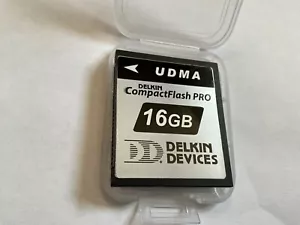 UDMA
DELKIN
CompactFlash PRO
16GB
DELKIN
DEVICES